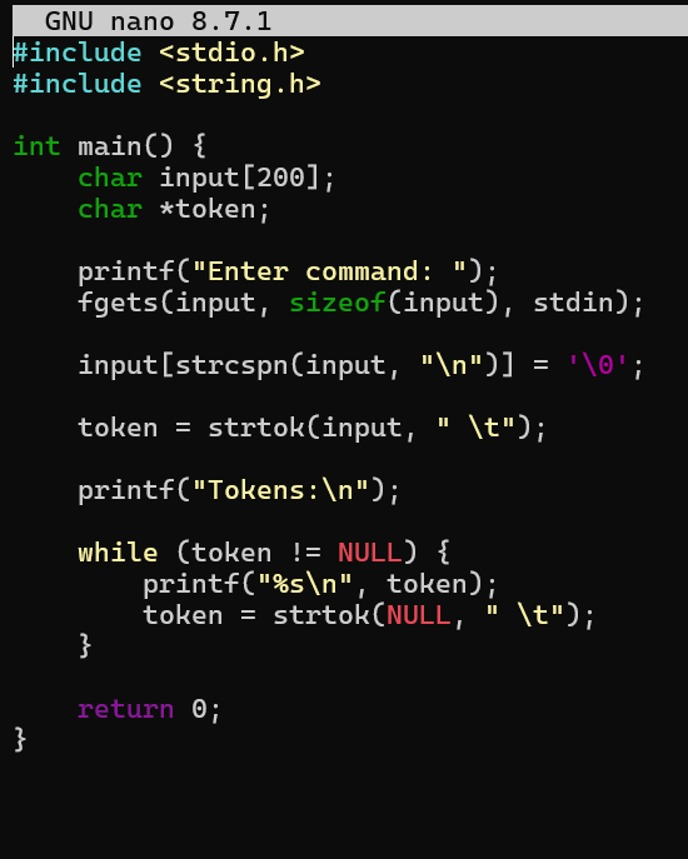 GNU nano 8.7.1
#include <stdio.h>
#include <string.h>
int main() {
    char input[200];
    char *token;
    printf("Enter command: ");
    fgets(input, sizeof(input), stdin);
    input[strcspn(input, "\n")] = '\0';
    token = strtok(input, " \t");
    printf("Tokens:\n");
    while (token != NULL) {
        printf("%s\n", token);
        token = strtok(NULL, " \t");
    }
    return 0;
}